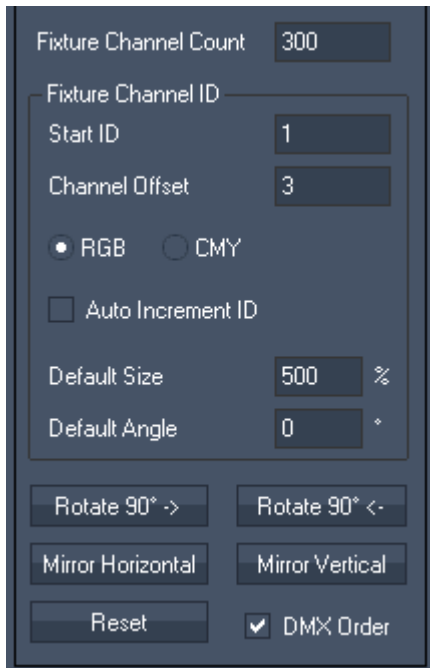 Fixture Channel Count 300
Fixture Channel ID
Start ID 1
Channel Offset 3
RGB CMY
Auto Increment ID
Default Size 500 %
Default Angle 0 °
Rotate 90° -> Rotate 90° <-
Mirror Horizontal Mirror Vertical
Reset DMX Order